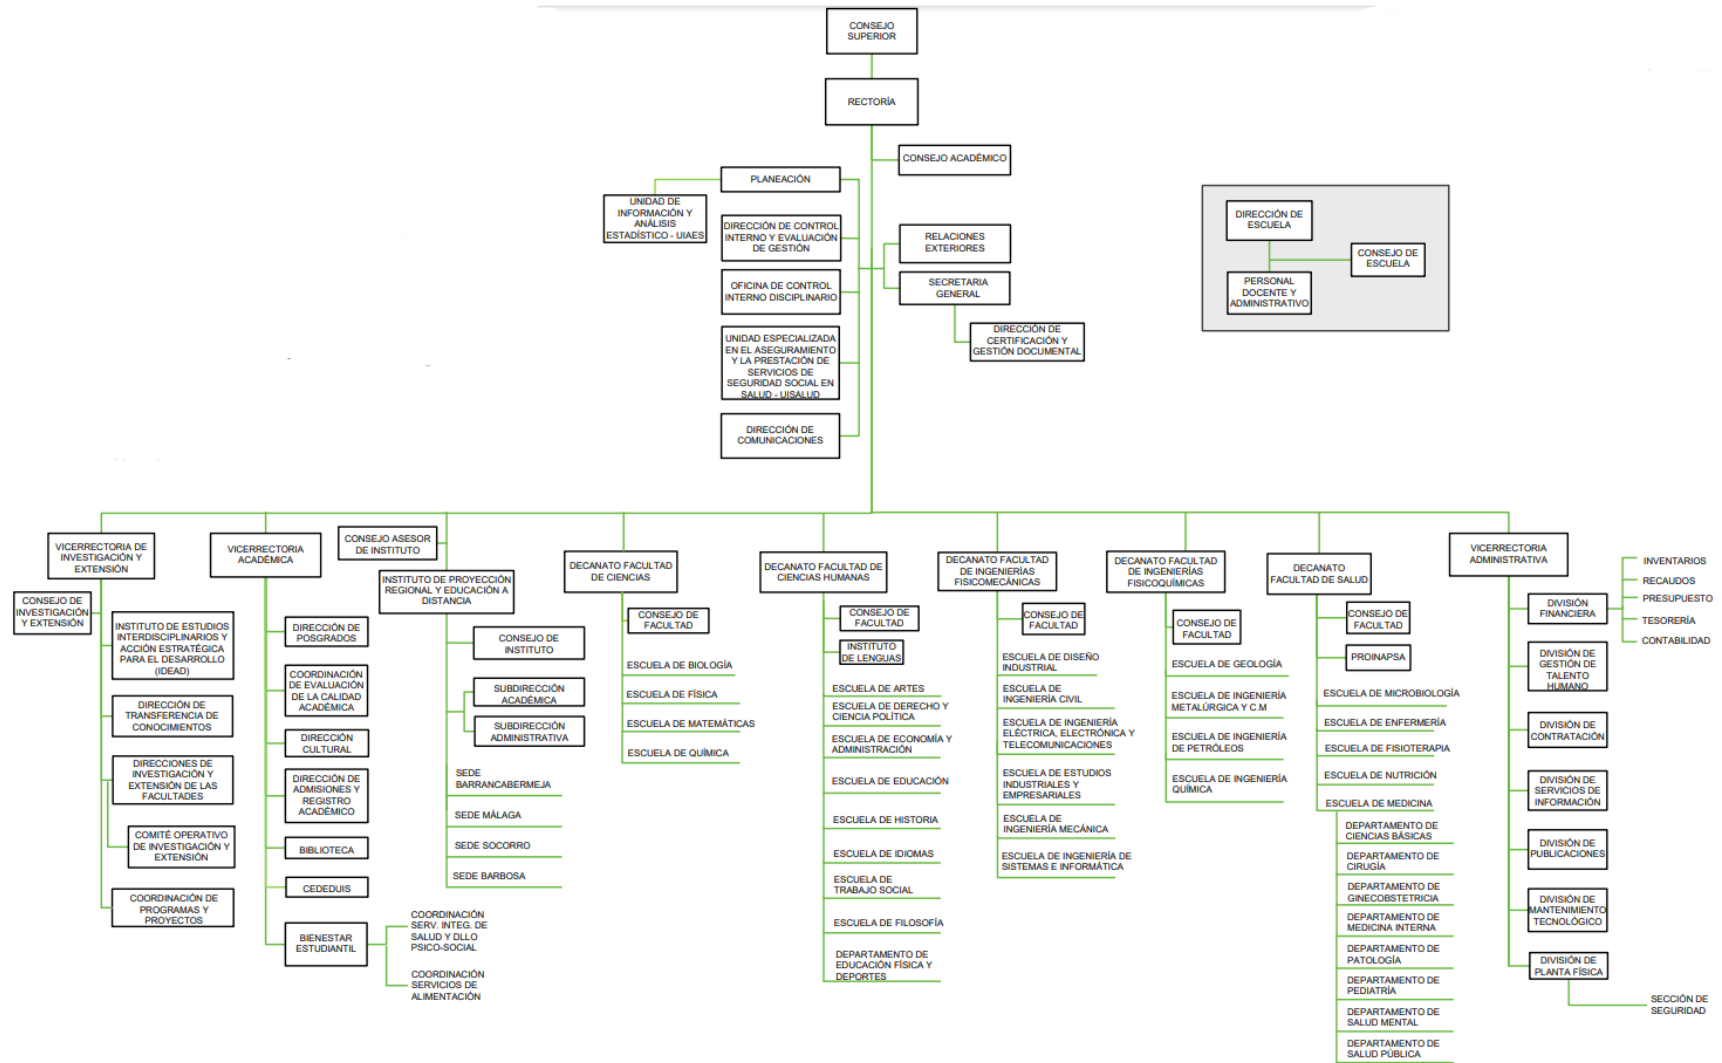 CONSEJO
SUPERIOR
RECTORÍA
CONSEJO ACADÉMICO
PLANEACIÓN
UNIDAD DE
INFORMACIÓN Y
ANÁLISIS
ESTADÍSTICO - UIAES
DIRECCIÓN DE CONTROL
INTERNO Y EVALUACIÓN
DE GESTIÓN
RELACIONES
EXTERIORES
OFICINA DE CONTROL
INTERNO DISCIPLINARIO
SECRETARIA
GENERAL
DIRECCIÓN DE
CERTIFICACIÓN Y
GESTIÓN DOCUMENTAL
UNIDAD ESPECIALIZADA
EN EL ASEGURAMIENTO
Y LA PRESTACIÓN DE
SERVICIOS DE
SEGURIDAD SOCIAL EN
SALUD - UISALUD
DIRECCIÓN DE
COMUNICACIONES
DIRECCIÓN DE
ESCUELA
CONSEJO DE
ESCUELA
PERSONAL
DOCENTE Y
ADMINISTRATIVO
VICERRECTORIA DE
INVESTIGACIÓN Y
EXTENSIÓN
CONSEJO DE
INVESTIGACIÓN
Y EXTENSIÓN
INSTITUTO DE ESTUDIOS
INTERDISCIPLINARIOS Y
ACCIÓN ESTRATÉGICA
PARA EL DESARROLLO
(IDEAD)
DIRECCIÓN DE
TRANSFERENCIA DE
CONOCIMIENTOS
DIRECCIONES DE
INVESTIGACIÓN Y
EXTENSIÓN DE LAS
FACULTADES
COMITÉ OPERATIVO
DE INVESTIGACIÓN Y
EXTENSIÓN
COORDINACIÓN DE
PROGRAMAS Y
PROYECTOS
VICERRECTORIA
ACADÉMICA
DIRECCIÓN DE
POSGRADOS
COORDINACIÓN
DE EVALUACIÓN
DE LA CALIDAD
ACADÉMICA
DIRECCIÓN
CULTURAL
DIRECCIÓN DE
ADMISIONES Y
REGISTRO
ACADÉMICO
BIBLIOTECA
CEDEDUIS
BIENESTAR
ESTUDIANTIL
COORDINACIÓN
SERV. INTEG. DE
SALUD Y DLLO
PSICO-SOCIAL
COORDINACIÓN
SERVICIOS DE
ALIMENTACIÓN
CONSEJO ASESOR
DE INSTITUTO
INSTITUTO DE PROYECCIÓN
REGIONAL Y EDUCACIÓN A
DISTANCIA
CONSEJO DE
INSTITUTO
SUBDIRECCIÓN
ACADÉMICA
SUBDIRECCIÓN
ADMINISTRATIVA
SEDE
BARRANCABERMEJA
SEDE MÁLAGA
SEDE SOCORRO
SEDE BARBOSA
DECANATO FACULTAD
DE CIENCIAS
CONSEJO DE
FACULTAD
ESCUELA DE BIOLOGÍA
ESCUELA DE FÍSICA
ESCUELA DE MATEMÁTICAS
ESCUELA DE QUÍMICA
DECANATO FACULTAD DE
CIENCIAS HUMANAS
CONSEJO DE
FACULTAD
INSTITUTO
DE LENGUAS
ESCUELA DE ARTES
ESCUELA DE DERECHO Y
CIENCIA POLÍTICA
ESCUELA DE ECONOMÍA Y
ADMINISTRACIÓN
ESCUELA DE EDUCACIÓN
ESCUELA DE HISTORIA
ESCUELA DE IDIOMAS
ESCUELA DE
TRABAJO SOCIAL
ESCUELA DE FILOSOFÍA
DEPARTAMENTO DE
EDUCACIÓN FÍSICA Y
DEPORTES
DECANATO FACULTAD
DE INGENIERÍAS
FISICOMECÁNICAS
CONSEJO DE
FACULTAD
ESCUELA DE DISEÑO
INDUSTRIAL
ESCUELA DE
INGENIERÍA CIVIL
ESCUELA DE INGENIERÍA
ELÉCTRICA, ELECTRÓNICA Y
TELECOMUNICACIONES
ESCUELA DE ESTUDIOS
INDUSTRIALES Y
EMPRESARIALES
ESCUELA DE
INGENIERÍA MECÁNICA
ESCUELA DE INGENIERÍA DE
SISTEMAS E INFORMÁTICA
DECANATO FACULTAD
DE INGENIERÍAS
FISICOQUÍMICAS
CONSEJO DE
FACULTAD
ESCUELA DE GEOLOGÍA
ESCUELA DE INGENIERÍA
METALÚRGICA Y C.M
ESCUELA DE INGENIERÍA
DE PETRÓLEOS
ESCUELA DE INGENIERÍA
QUÍMICA
DECANATO
FACULTAD DE SALUD
CONSEJO DE
FACULTAD
PROINAPSA
ESCUELA DE MICROBIOLOGÍA
ESCUELA DE ENFERMERÍA
ESCUELA DE FISIOTERAPIA
ESCUELA DE NUTRICIÓN
ESCUELA DE MEDICINA
DEPARTAMENTO DE
CIENCIAS BÁSICAS
DEPARTAMENTO DE
CIRUGÍA
DEPARTAMENTO DE
GINECOBSTETRICIA
DEPARTAMENTO DE
MEDICINA INTERNA
DEPARTAMENTO DE
PATOLOGÍA
DEPARTAMENTO DE
PEDIATRÍA
DEPARTAMENTO DE
SALUD MENTAL
DEPARTAMENTO DE
SALUD PÚBLICA
VICERRECTORIA
ADMINISTRATIVA
DIVISIÓN
FINANCIERA
INVENTARIOS
RECAUDOS
PRESUPUESTO
TESORERÍA
CONTABILIDAD
DIVISIÓN DE
GESTIÓN DE
TALENTO
HUMANO
DIVISIÓN DE
CONTRATACIÓN
DIVISIÓN DE
SERVICIOS DE
INFORMACIÓN
DIVISIÓN DE
PUBLICACIONES
DIVISIÓN DE
MANTENIMIENTO
TECNOLÓGICO
DIVISIÓN DE
PLANTA FÍSICA
SECCIÓN DE
SEGURIDAD